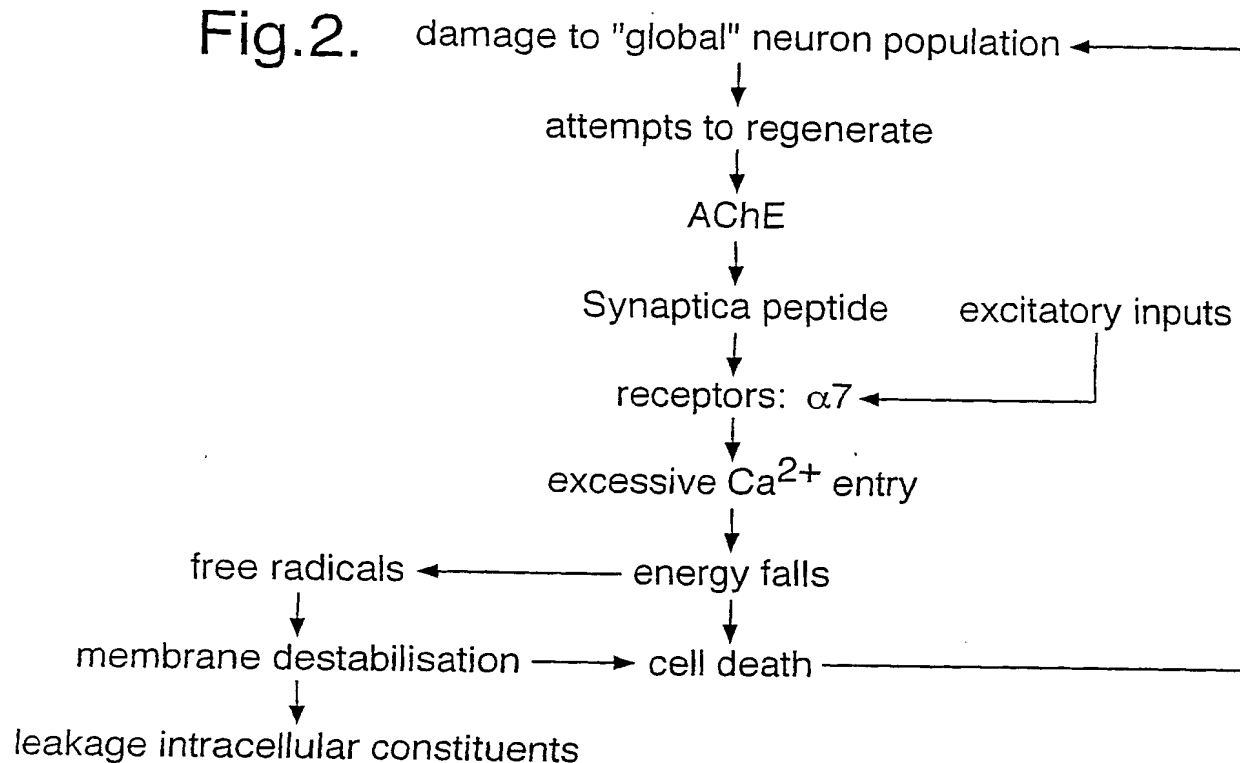 Fig.2.
damage to "global" neuron population
attempts to regenerate
AChE
Synaptica peptide
excitatory inputs
receptors: α7
excessive Ca²⁺ entry
free radicals
energy falls
membrane destabilisation
cell death
leakage intracellular constituents